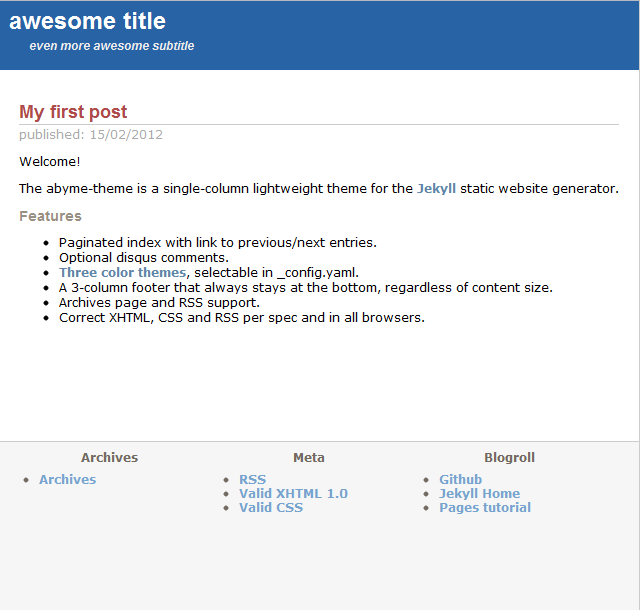 awesome title
even more awesome subtitle
My first post
published: 15/02/2012
Welcome!
The abyme-theme is a single-column lightweight theme for the Jekyll static website generator.
Features
Paginated index with link to previous/next entries.
Optional disqus comments.
Three color themes, selectable in _config.yaml.
A 3-column footer that always stays at the bottom, regardless of content size.
Archives page and RSS support.
Correct XHTML, CSS and RSS per spec and in all browsers.
Archives
Archives
Meta
RSS
Valid XHTML 1.0
Valid CSS
Blogroll
Github
Jekyll Home
Pages tutorial